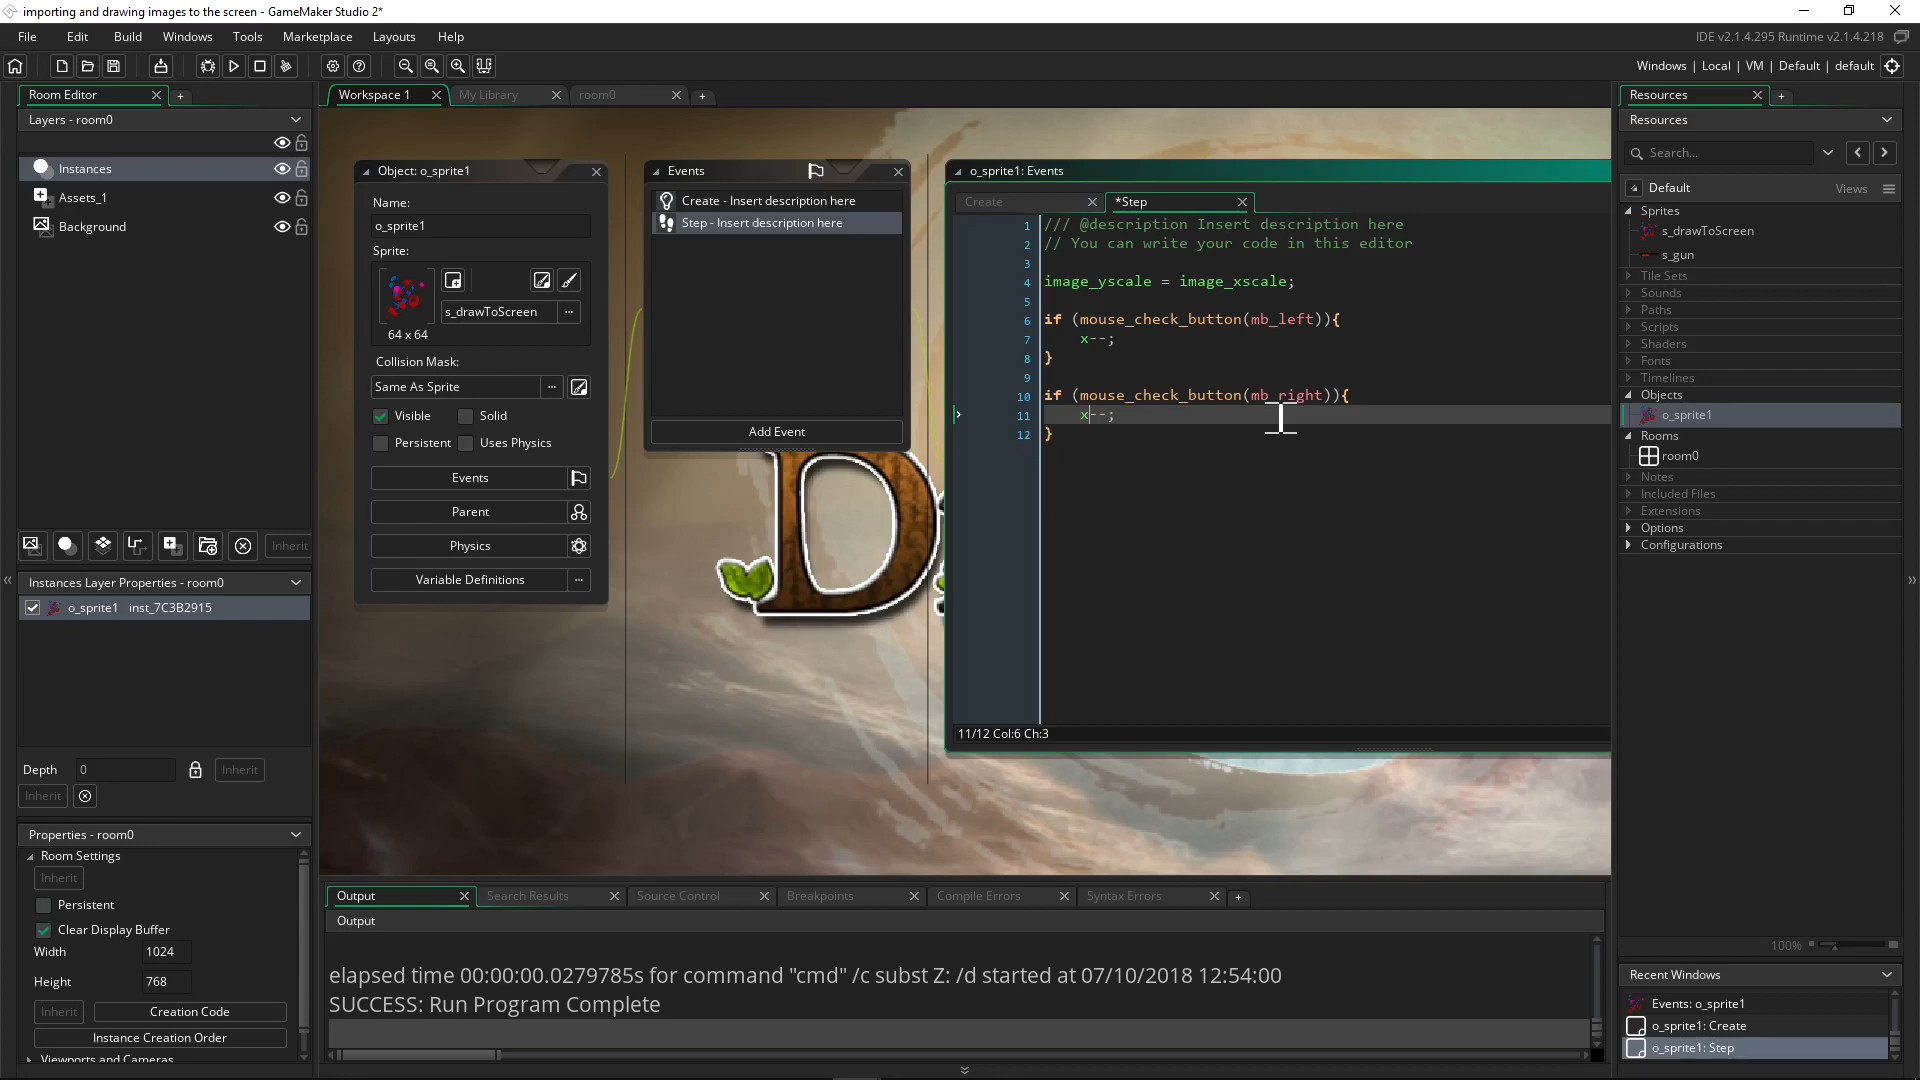 importing and drawing images to the screen - GameMaker Studio 2*
File Edit Build Windows Tools Marketplace Layouts Help
IDE v2.1.4.295 Runtime v2.1.4.218
Windows | Local | VM | Default | default
Room Editor
Layers - room0
Instances
Assets_1
Background
Inherit
Instances Layer Properties - room0
o_sprite1 inst_7C3B2915
Depth 0 Inherit
Inherit
Properties - room0
Room Settings
Inherit
Persistent
Clear Display Buffer
Width 1024
Height 768
Inherit Creation Code
Instance Creation Order
Viewports and Cameras
Workspace 1 My Library room0
Object: o_sprite1
Name:
o_sprite1
Sprite:
s_drawToScreen
64 x 64
Collision Mask:
Same As Sprite
Visible Solid
Persistent Uses Physics
Events
Parent
Physics
Variable Definitions
Events
Create - Insert description here
Step - Insert description here
Add Event
D
o_sprite1: Events
Create *Step
1 /// @description Insert description here
2 // You can write your code in this editor
3
4 image_yscale = image_xscale;
5
6 if (mouse_check_button(mb_left)){
7 x--;
8 }
9
10 if (mouse_check_button(mb_right)){
11 x--;
12 }
11/12 Col:6 Ch:3
Output Search Results Source Control Breakpoints Compile Errors Syntax Errors
Output
elapsed time 00:00:00.0279785s for command "cmd" /c subst Z: /d started at 07/10/2018 12:54:00
SUCCESS: Run Program Complete
Resources
Resources
Search...
Default Views
Sprites
s_drawToScreen
s_gun
Tile Sets
Sounds
Paths
Scripts
Shaders
Fonts
Timelines
Objects
o_sprite1
Rooms
room0
Notes
Included Files
Extensions
Options
Configurations
100%
Recent Windows
Events: o_sprite1
o_sprite1: Create
o_sprite1: Step